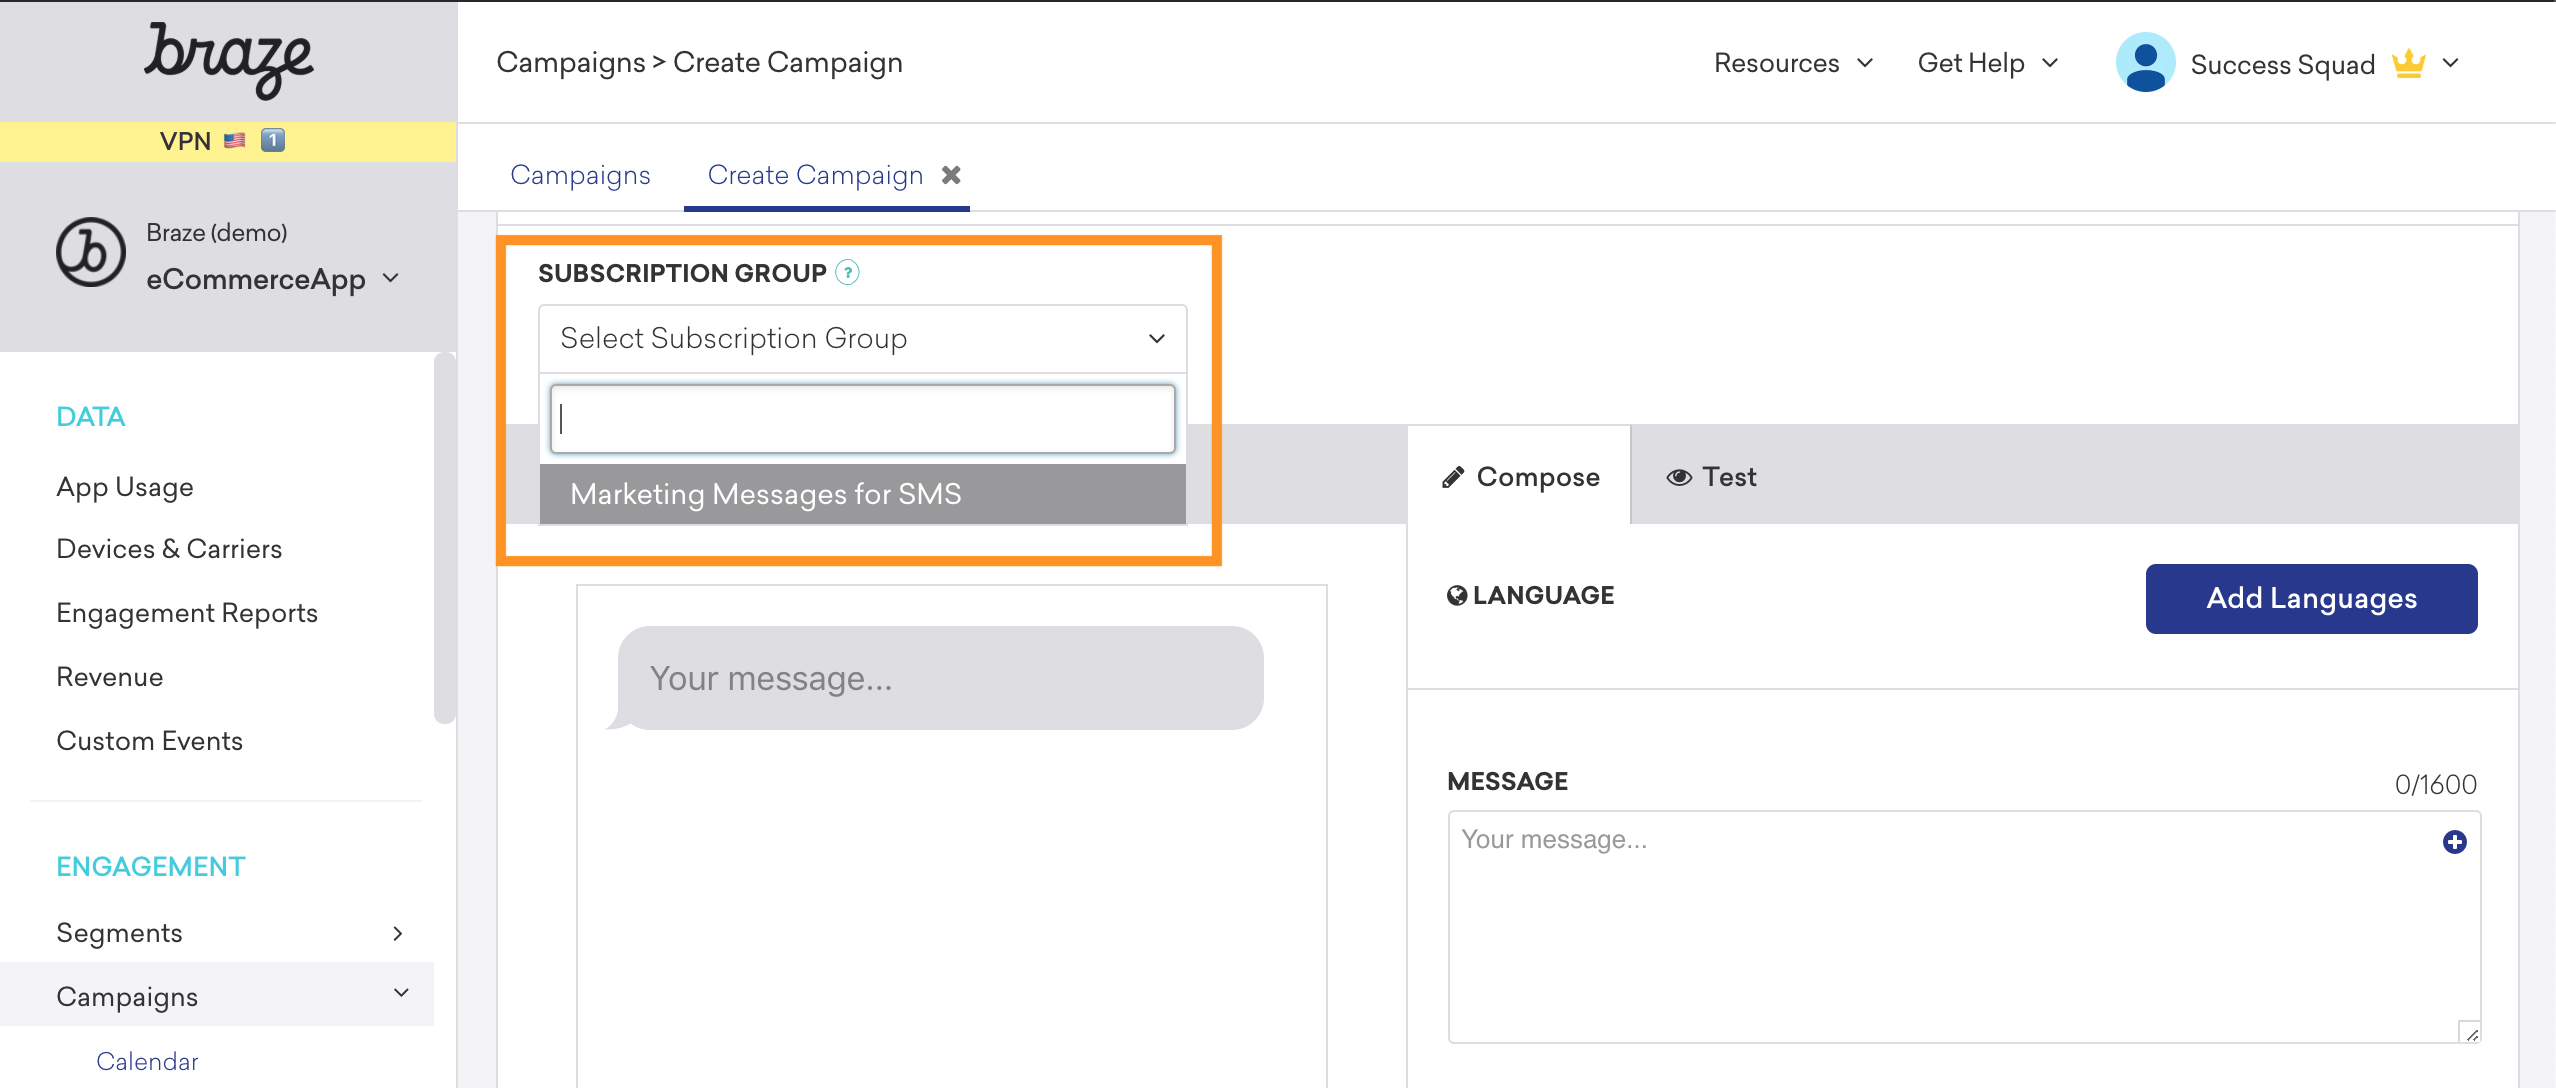 braze
VPN 🇺🇸 1
Braze (demo)
eCommerceApp
DATA
App Usage
Devices & Carriers
Engagement Reports
Revenue
Custom Events
ENGAGEMENT
Segments
Campaigns
Calendar
Campaigns > Create Campaign
Resources
Get Help
Success Squad
Campaigns
Create Campaign
SUBSCRIPTION GROUP ?
Select Subscription Group
Marketing Messages for SMS
Your message...
Compose
Test
LANGUAGE
Add Languages
MESSAGE
0/1600
Your message...